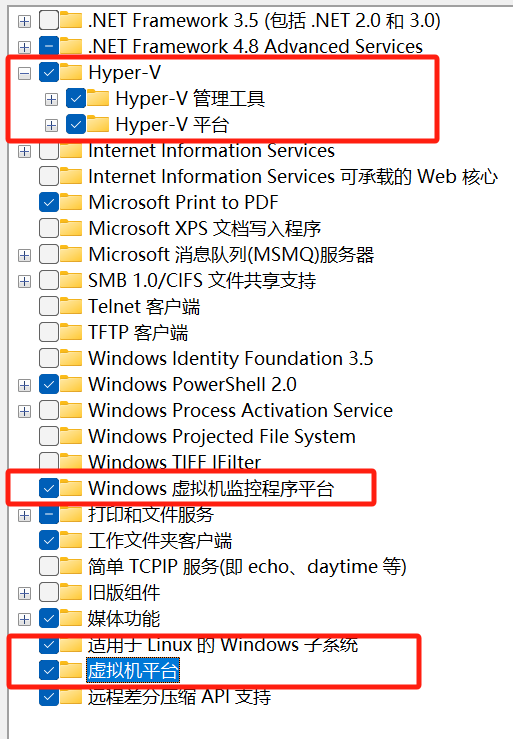 .NET Framework 3.5 (包括 .NET 2.0 和 3.0)
.NET Framework 4.8 Advanced Services
Hyper-V
Hyper-V 管理工具
Hyper-V 平台
Internet Information Services
Internet Information Services 可承载的 Web 核心
Microsoft Print to PDF
Microsoft XPS 文档写入程序
Microsoft 消息队列(MSMQ)服务器
SMB 1.0/CIFS 文件共享支持
Telnet 客户端
TFTP 客户端
Windows Identity Foundation 3.5
Windows PowerShell 2.0
Windows Process Activation Service
Windows Projected File System
Windows TIFF IFilter
Windows 虚拟机监控程序平台
打印和文件服务
工作文件夹客户端
简单 TCPIP 服务(即 echo、daytime 等)
旧版组件
媒体功能
适用于 Linux 的 Windows 子系统
虚拟机平台
远程差分压缩 API 支持